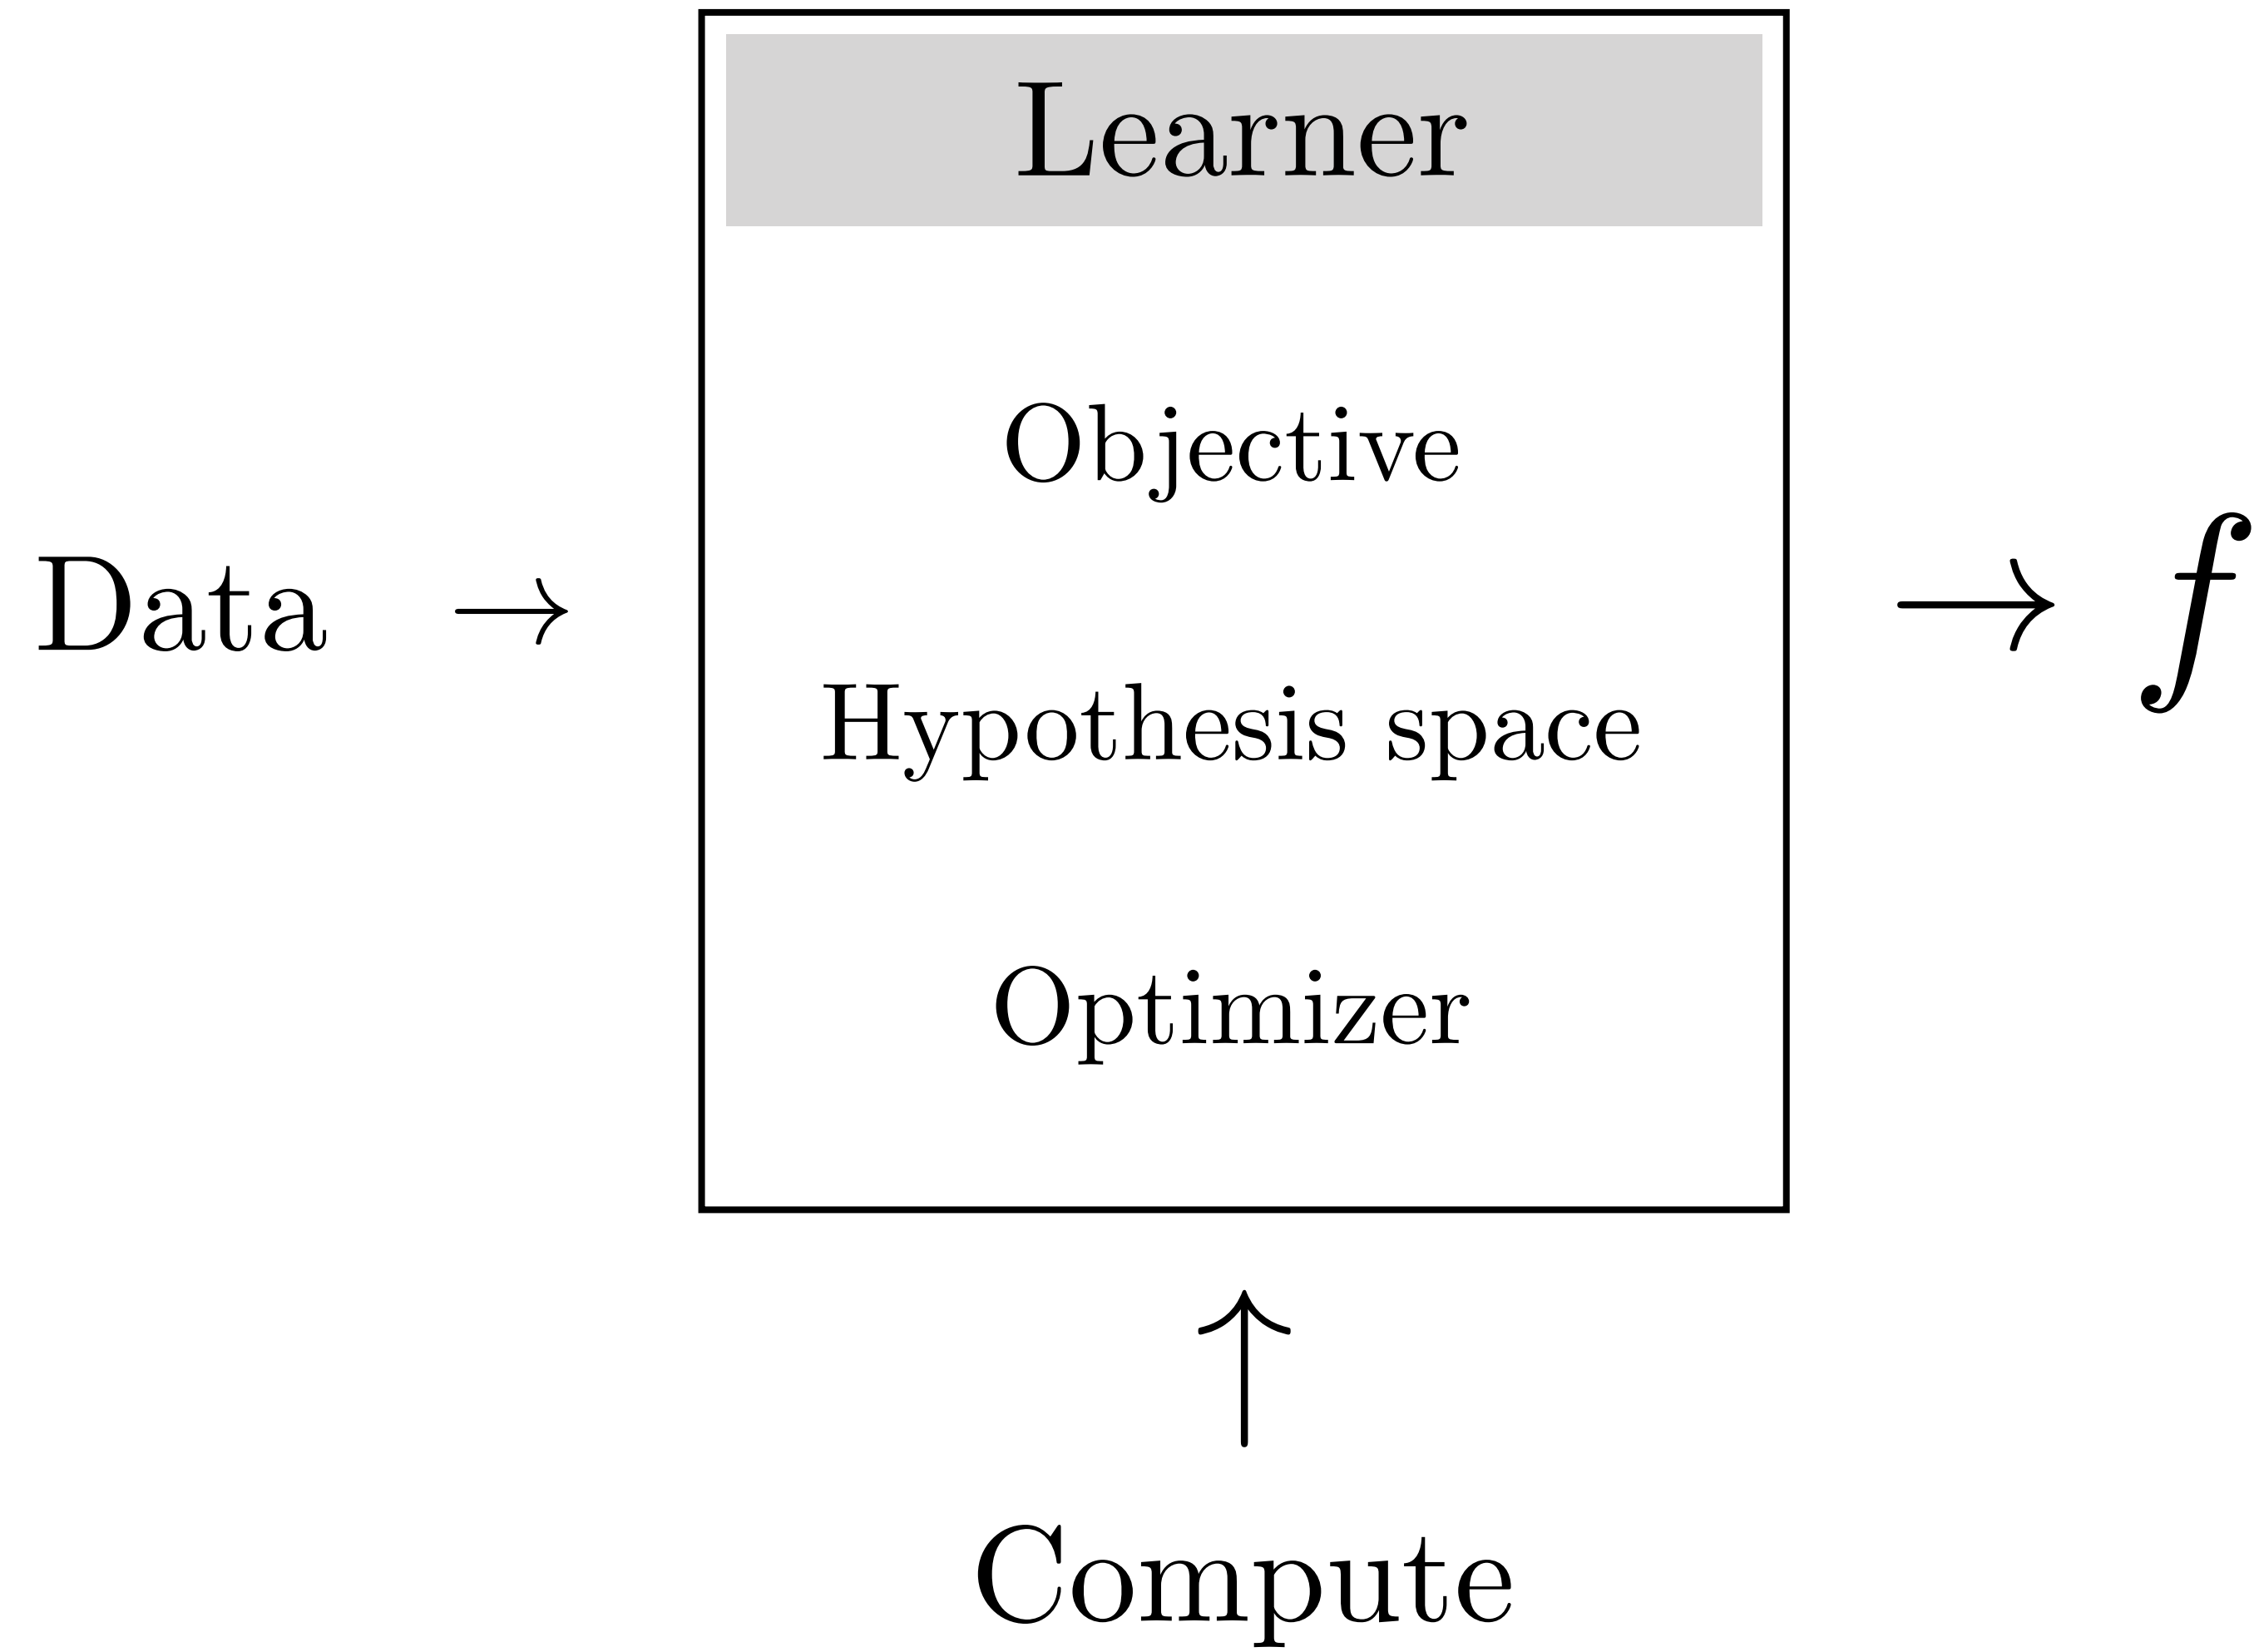 Learner
Objective
Data → → f
Hypothesis space
Optimizer
↑
Compute